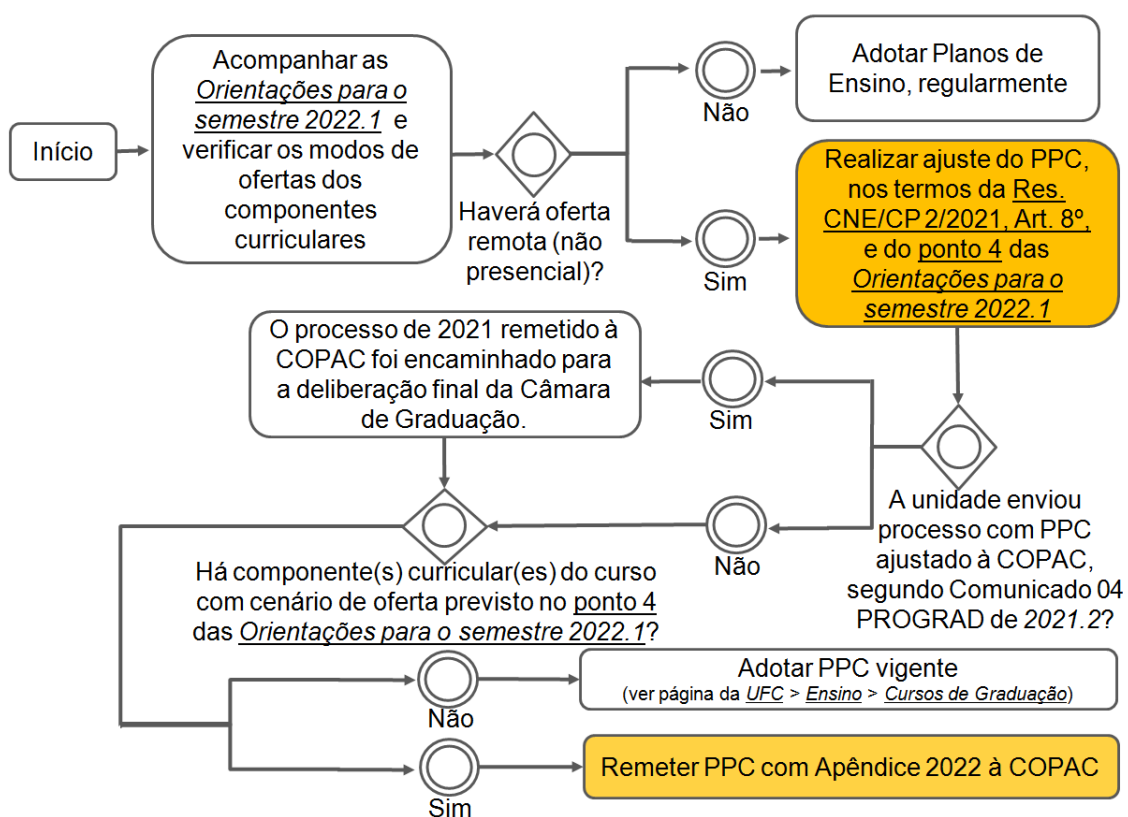 Início
Acompanhar as
Orientações para o
semestre 2022.1 e
verificar os modos de
ofertas dos
componentes
curriculares
Haverá oferta
remota (não
presencial)?
Não
Adotar Planos de
Ensino, regularmente
Sim
Realizar ajuste do PPC,
nos termos da Res.
CNE/CP 2/2021, Art. 8º,
e do ponto 4 das
Orientações para o
semestre 2022.1
A unidade enviou
processo com PPC
ajustado à COPAC,
segundo Comunicado 04
PROGRAD de 2021.2?
Sim
O processo de 2021 remetido à
COPAC foi encaminhado para
a deliberação final da Câmara
de Graduação.
Não
Há componente(s) curricular(es) do curso
com cenário de oferta previsto no ponto 4
das Orientações para o semestre 2022.1?
Não
Adotar PPC vigente
(ver página da UFC > Ensino > Cursos de Graduação)
Sim
Remeter PPC com Apêndice 2022 à COPAC